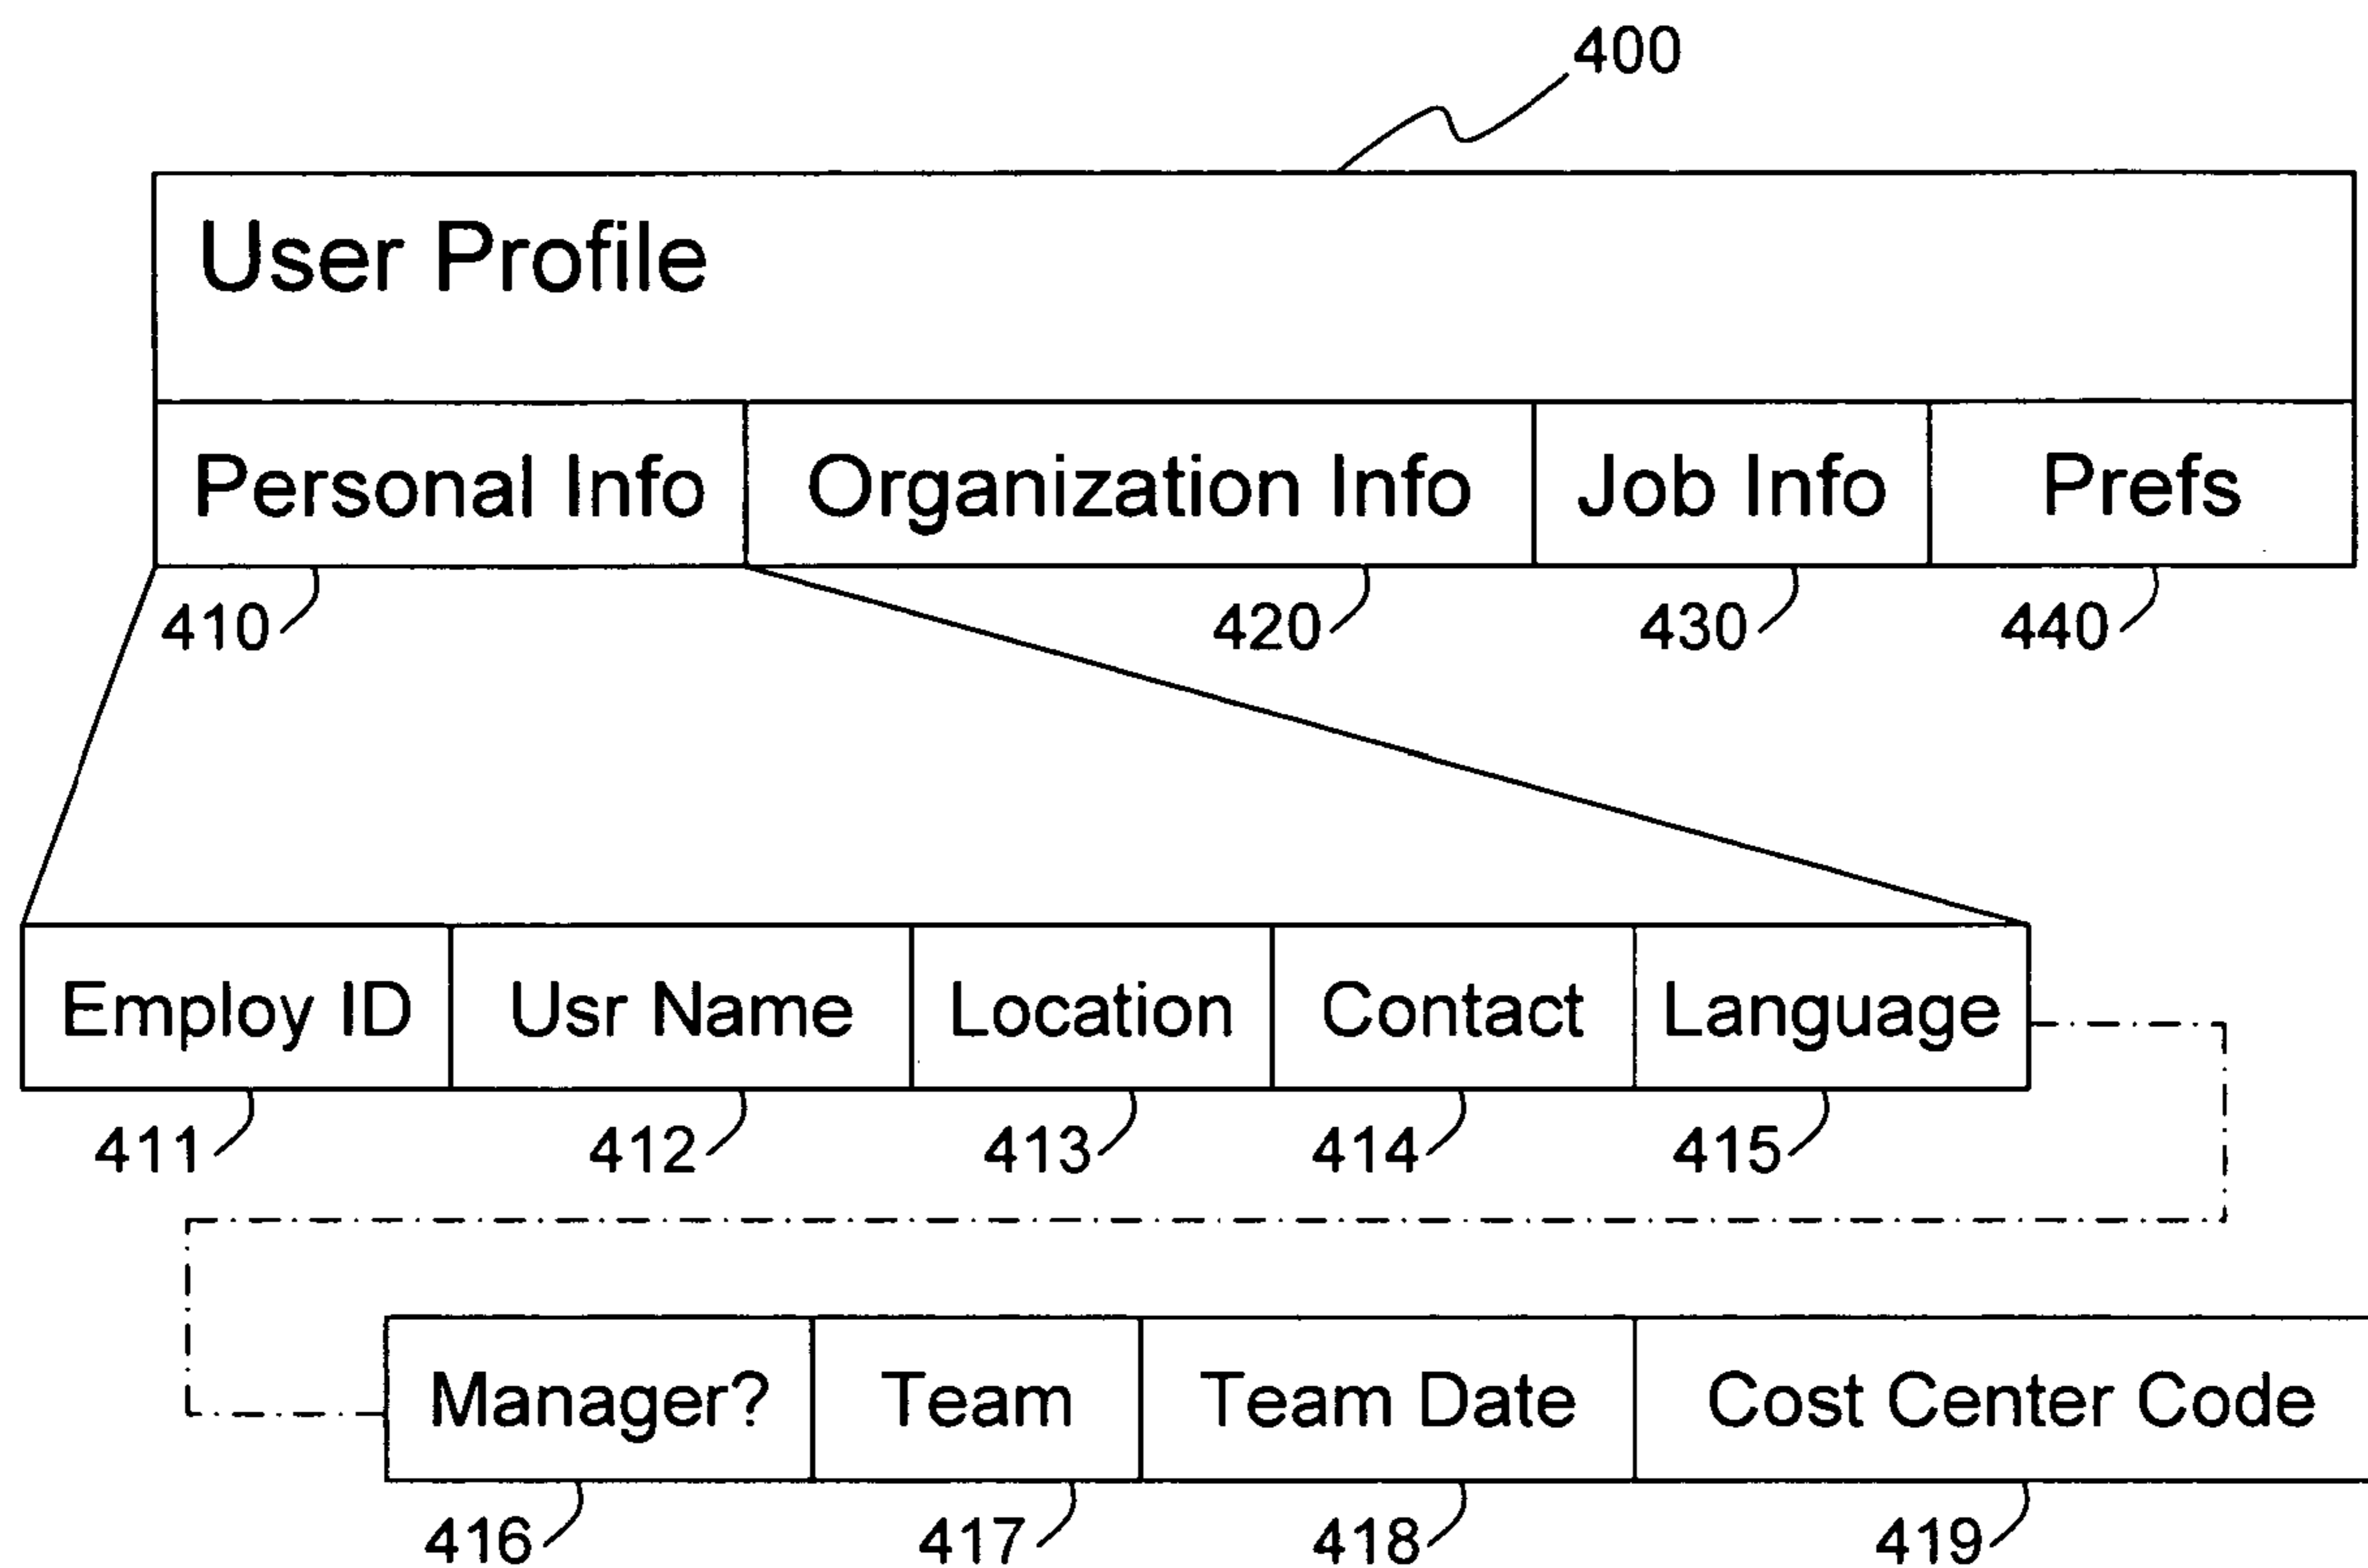 400
User Profile
Personal Info Organization Info Job Info Prefs
410 420 430 440
Employ ID Usr Name Location Contact Language
411 412 413 414 415
Manager? Team Team Date Cost Center Code
416 417 418 419